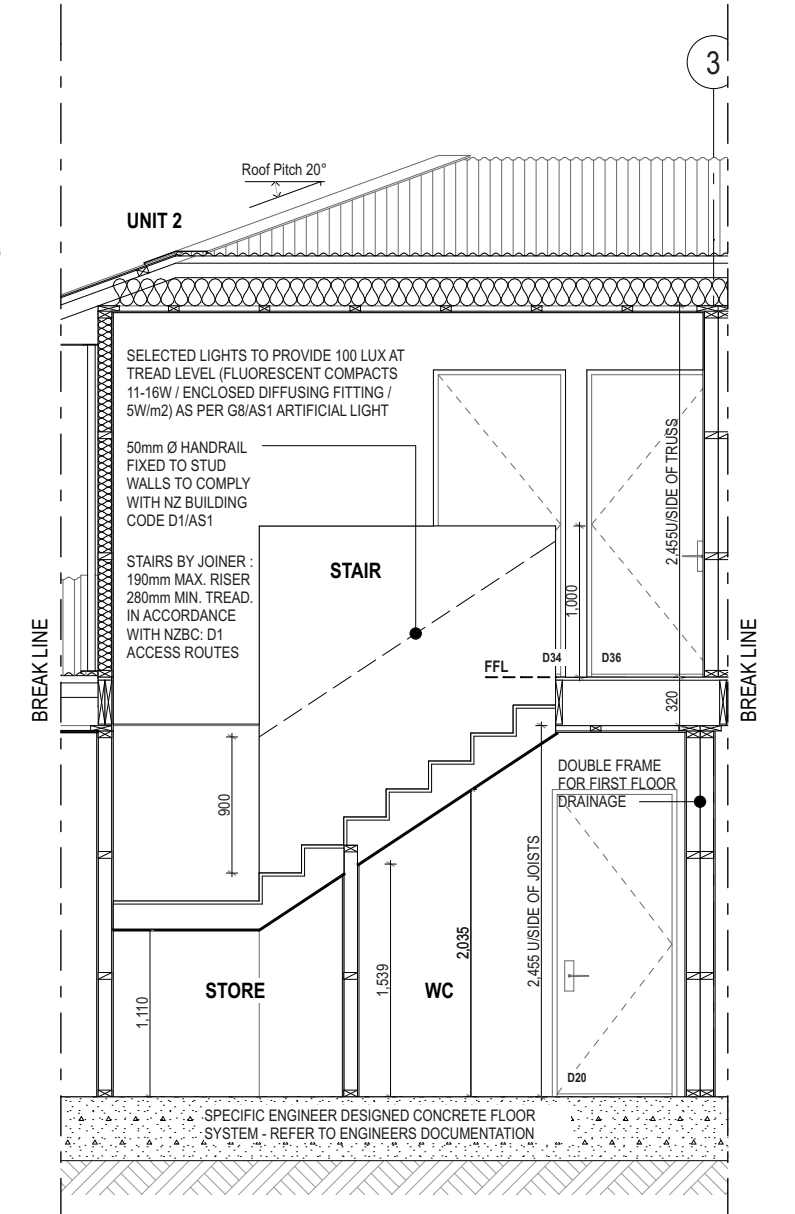 3
Roof Pitch 20°
UNIT 2
SELECTED LIGHTS TO PROVIDE 100 LUX AT
TREAD LEVEL (FLUORESCENT COMPACTS
11-16W / ENCLOSED DIFFUSING FITTING /
5W/m2) AS PER G8/AS1 ARTIFICIAL LIGHT
50mm Ø HANDRAIL
FIXED TO STUD
WALLS TO COMPLY
WITH NZ BUILDING
CODE D1/AS1
STAIRS BY JOINER :
190mm MAX. RISER
280mm MIN. TREAD.
IN ACCORDANCE
WITH NZBC: D1
ACCESS ROUTES
STAIR
2,455U/SIDE OF TRUSS
1,000
FFL
D34
D36
320
BREAK LINE
BREAK LINE
900
DOUBLE FRAME
FOR FIRST FLOOR
DRAINAGE
2,455 U/SIDE OF JOISTS
2,035
1,539
1,110
STORE
WC
D20
SPECIFIC ENGINEER DESIGNED CONCRETE FLOOR
SYSTEM - REFER TO ENGINEERS DOCUMENTATION